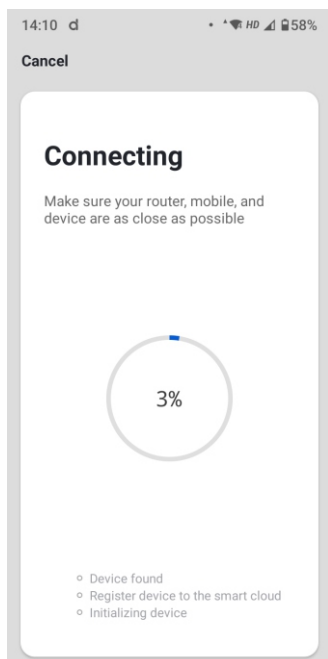 14:10 d HD 58%
Cancel
Connecting
Make sure your router, mobile, and
device are as close as possible
3%
Device found
Register device to the smart cloud
Initializing device